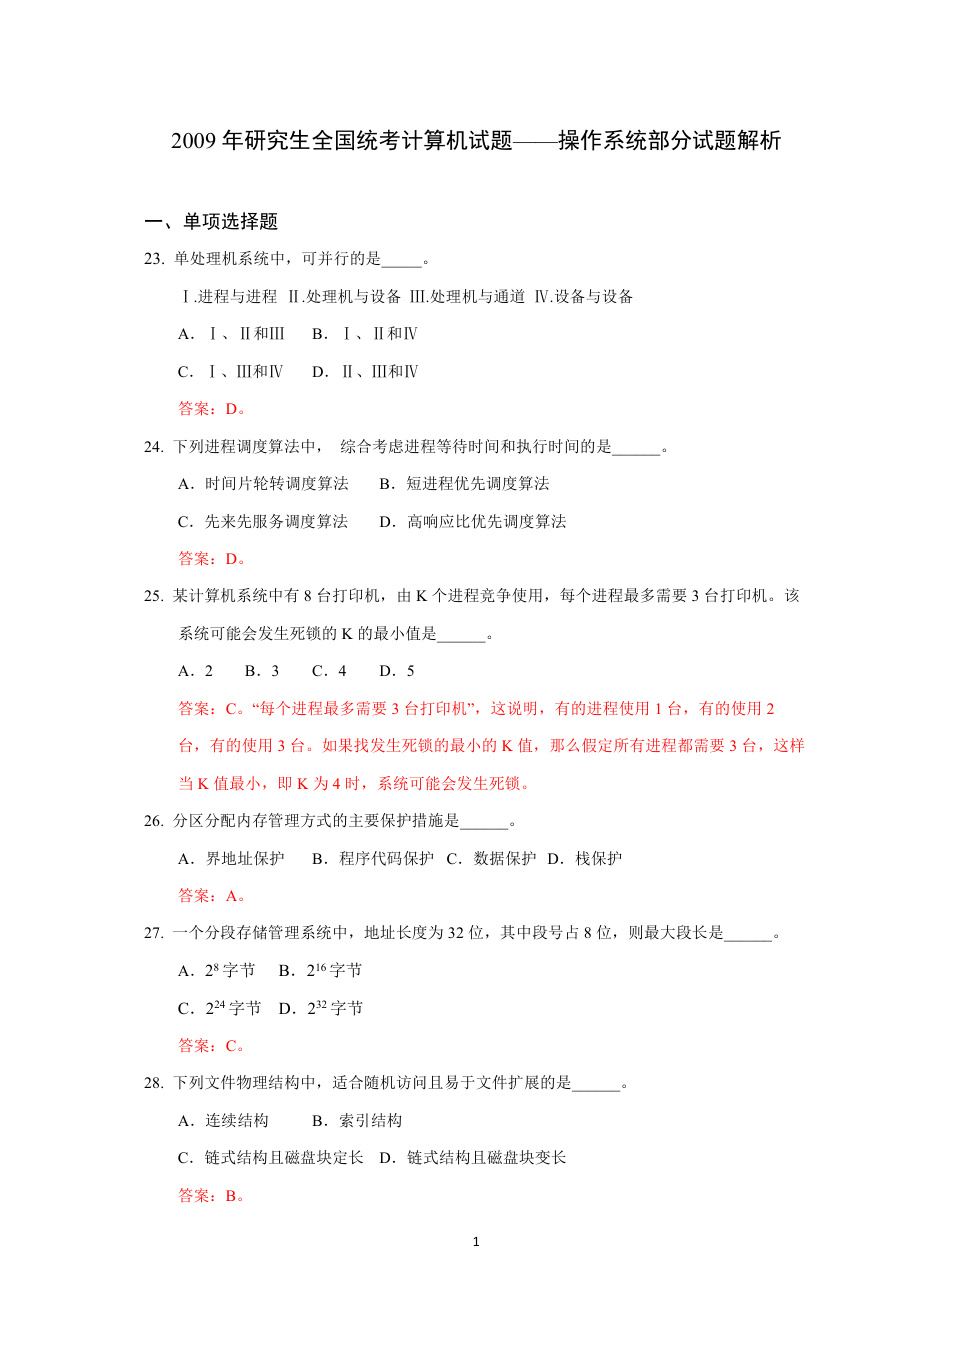 2009 年研究生全国统考计算机试题——操作系统部分试题解析
一、单项选择题
23. 单处理机系统中，可并行的是_____。
Ⅰ.进程与进程 Ⅱ.处理机与设备 Ⅲ.处理机与通道 Ⅳ.设备与设备
A．Ⅰ、Ⅱ和Ⅲ B．Ⅰ、Ⅱ和Ⅳ
C．Ⅰ、Ⅲ和Ⅳ D．Ⅱ、Ⅲ和Ⅳ
答案：D。
24. 下列进程调度算法中， 综合考虑进程等待时间和执行时间的是______。
A．时间片轮转调度算法 B．短进程优先调度算法
C．先来先服务调度算法 D．高响应比优先调度算法
答案：D。
25. 某计算机系统中有 8 台打印机，由 K 个进程竞争使用，每个进程最多需要 3 台打印机。该
系统可能会发生死锁的 K 的最小值是______。
A．2 B．3 C．4 D．5
答案：C。“每个进程最多需要 3 台打印机”，这说明，有的进程使用 1 台，有的使用 2
台，有的使用 3 台。如果找发生死锁的最小的 K 值，那么假定所有进程都需要 3 台，这样
当 K 值最小，即 K 为 4 时，系统可能会发生死锁。
26. 分区分配内存管理方式的主要保护措施是______。
A．界地址保护 B．程序代码保护 C．数据保护 D．栈保护
答案：A。
27. 一个分段存储管理系统中，地址长度为 32 位，其中段号占 8 位，则最大段长是______。
A．2⁸ 字节 B．2¹⁶ 字节
C．2²⁴ 字节 D．2³² 字节
答案：C。
28. 下列文件物理结构中，适合随机访问且易于文件扩展的是______。
A．连续结构 B．索引结构
C．链式结构且磁盘块定长 D．链式结构且磁盘块变长
答案：B。
1